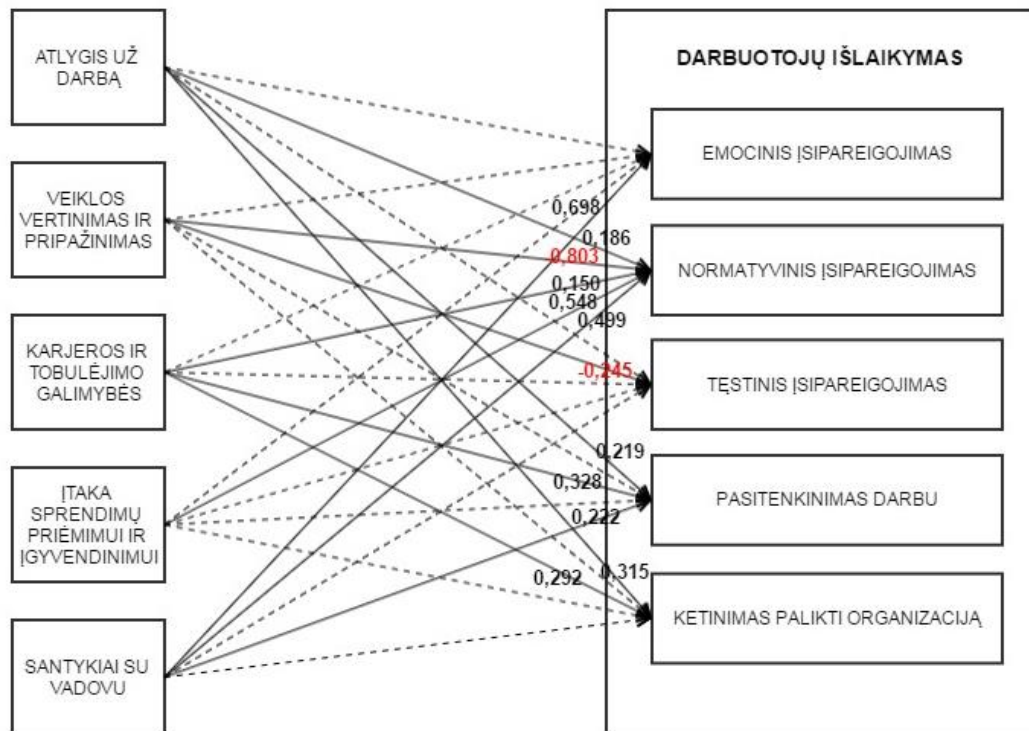 ATLYGIS UŽ
DARBĄ
VEIKLOS
VERTINIMAS IR
PRIPAŽINIMAS
KARJEROS IR
TOBULĖJIMO
GALIMYBĖS
ĮTAKA
SPRENDIMŲ
PRIĖMIMUI IR
ĮGYVENDINIMUI
SANTYKIAI SU
VADOVU
0,698
0,186
-0,803
0,150
0,548
0,499
-0,245
0,219
0,328
0,222
0,292
0,315
DARBUOTOJŲ IŠLAIKYMAS
EMOCINIS ĮSIPAREIGOJIMAS
NORMATYVINIS ĮSIPAREIGOJIMAS
TĘSTINIS ĮSIPAREIGOJIMAS
PASITENKINIMAS DARBU
KETINIMAS PALIKTI ORGANIZACIJĄ